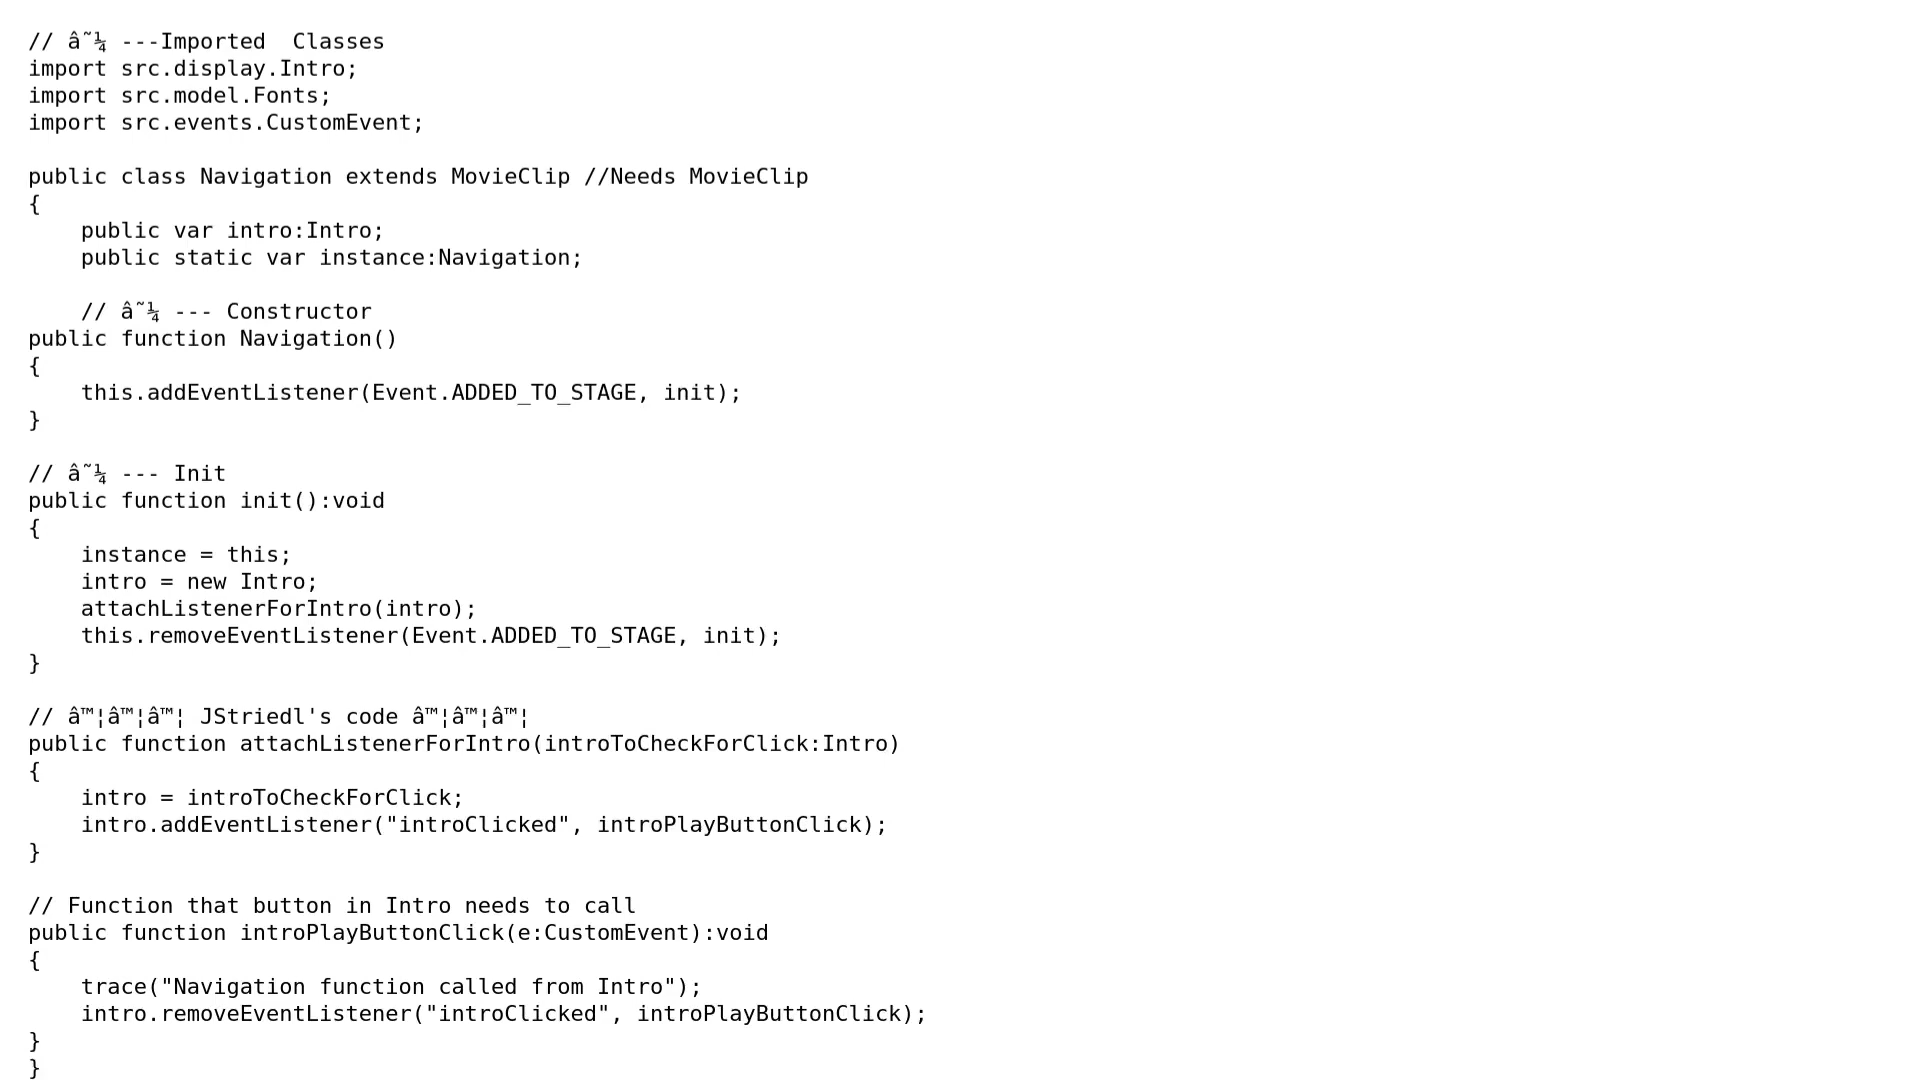 // â˜¼ ---Imported  Classes
import src.display.Intro;
import src.model.Fonts;
import src.events.CustomEvent;

public class Navigation extends MovieClip //Needs MovieClip
{
    public var intro:Intro;
    public static var instance:Navigation;

    // â˜¼ --- Constructor
public function Navigation()
{
    this.addEventListener(Event.ADDED_TO_STAGE, init);
}

// â˜¼ --- Init
public function init():void
{
    instance = this;
    intro = new Intro;
    attachListenerForIntro(intro);
    this.removeEventListener(Event.ADDED_TO_STAGE, init);
}

// â™¦â™¦â™¦ JStriedl's code â™¦â™¦â™¦
public function attachListenerForIntro(introToCheckForClick:Intro)
{
    intro = introToCheckForClick;
    intro.addEventListener("introClicked", introPlayButtonClick);
}

// Function that button in Intro needs to call
public function introPlayButtonClick(e:CustomEvent):void
{
    trace("Navigation function called from Intro");
    intro.removeEventListener("introClicked", introPlayButtonClick);
}
}